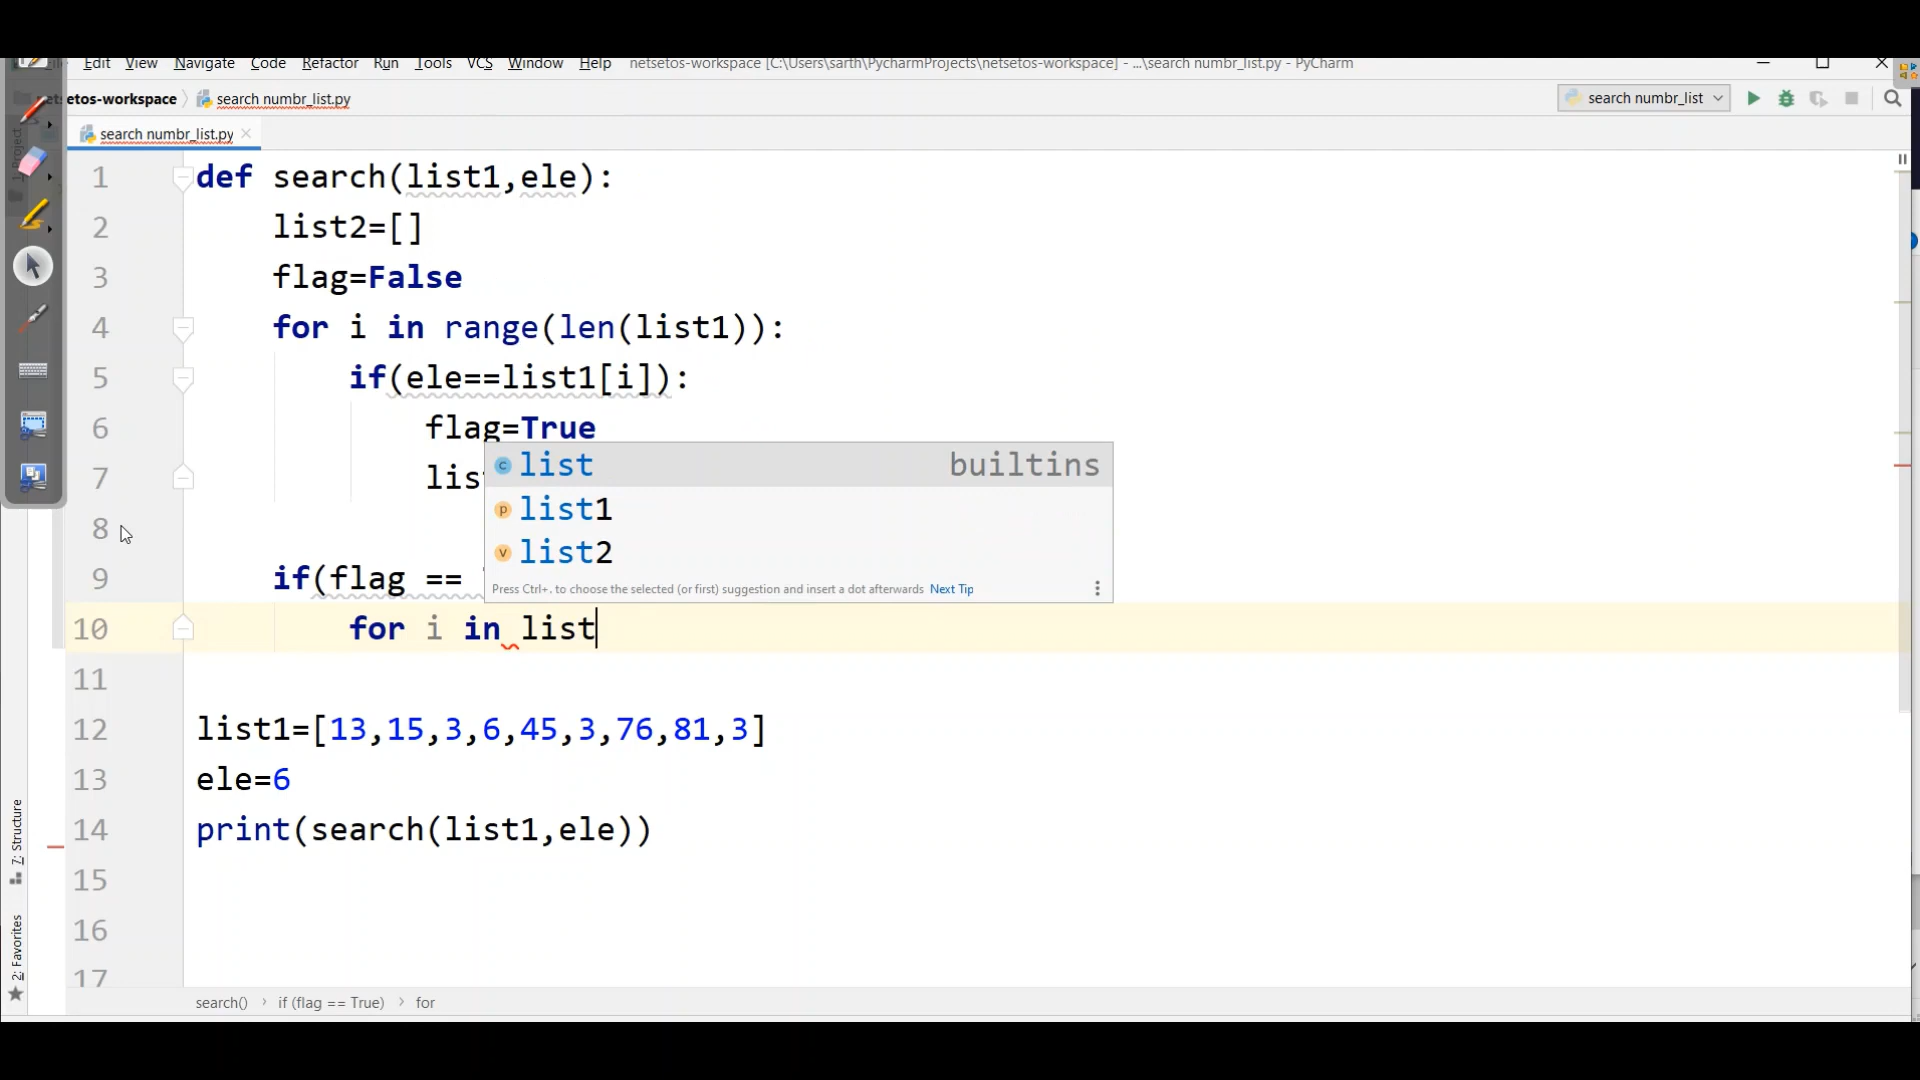 Edit View Navigate Code Refactor Run Tools VCS Window Help netsetos-workspace [C:\Users\sarth\PycharmProjects\netsetos-workspace] - ...\search numbr_list.py - PyCharm
etsetos-workspace search numbr_list.py search numbr_list
search numbr_list.py
1 def search(list1,ele):
2 list2=[]
3 flag=False
4 for i in range(len(list1)):
5 if(ele==list1[i]):
6 flag=True
list builtins
7 lis
list1
8
list2
9 if(flag ==
Press Ctrl+. to choose the selected (or first) suggestion and insert a dot afterwards Next Tip
10 for i in list
11
12 list1=[13,15,3,6,45,3,76,81,3]
13 ele=6
14 print(search(list1,ele))
15
16
17
search() › if (flag == True) › for
1: Project
7: Structure
2: Favorites